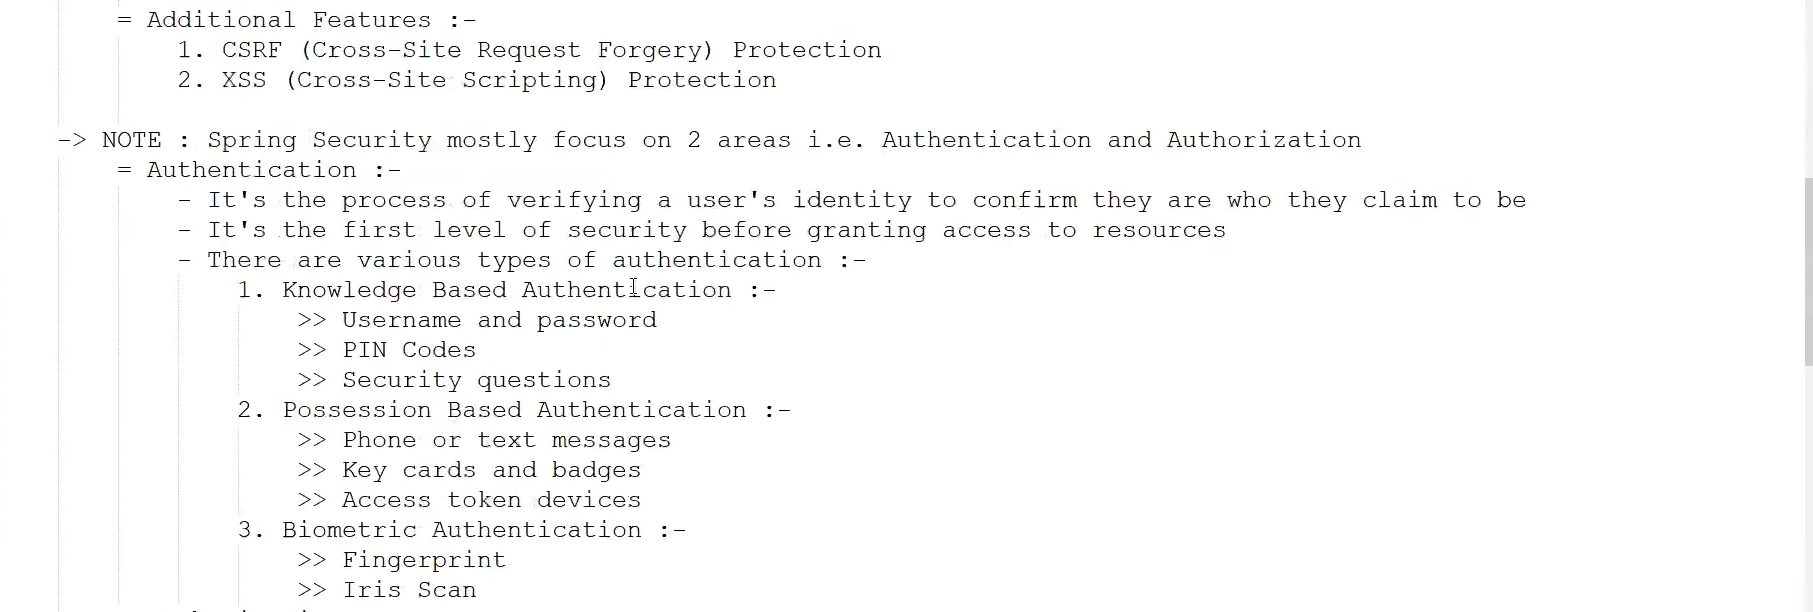 = Additional Features :-
1. CSRF (Cross-Site Request Forgery) Protection
2. XSS (Cross-Site Scripting) Protection
-> NOTE : Spring Security mostly focus on 2 areas i.e. Authentication and Authorization
= Authentication :-
- It's the process of verifying a user's identity to confirm they are who they claim to be
- It's the first level of security before granting access to resources
- There are various types of authentication :-
1. Knowledge Based Authentication :-
>> Username and password
>> PIN Codes
>> Security questions
2. Possession Based Authentication :-
>> Phone or text messages
>> Key cards and badges
>> Access token devices
3. Biometric Authentication :-
>> Fingerprint
>> Iris Scan